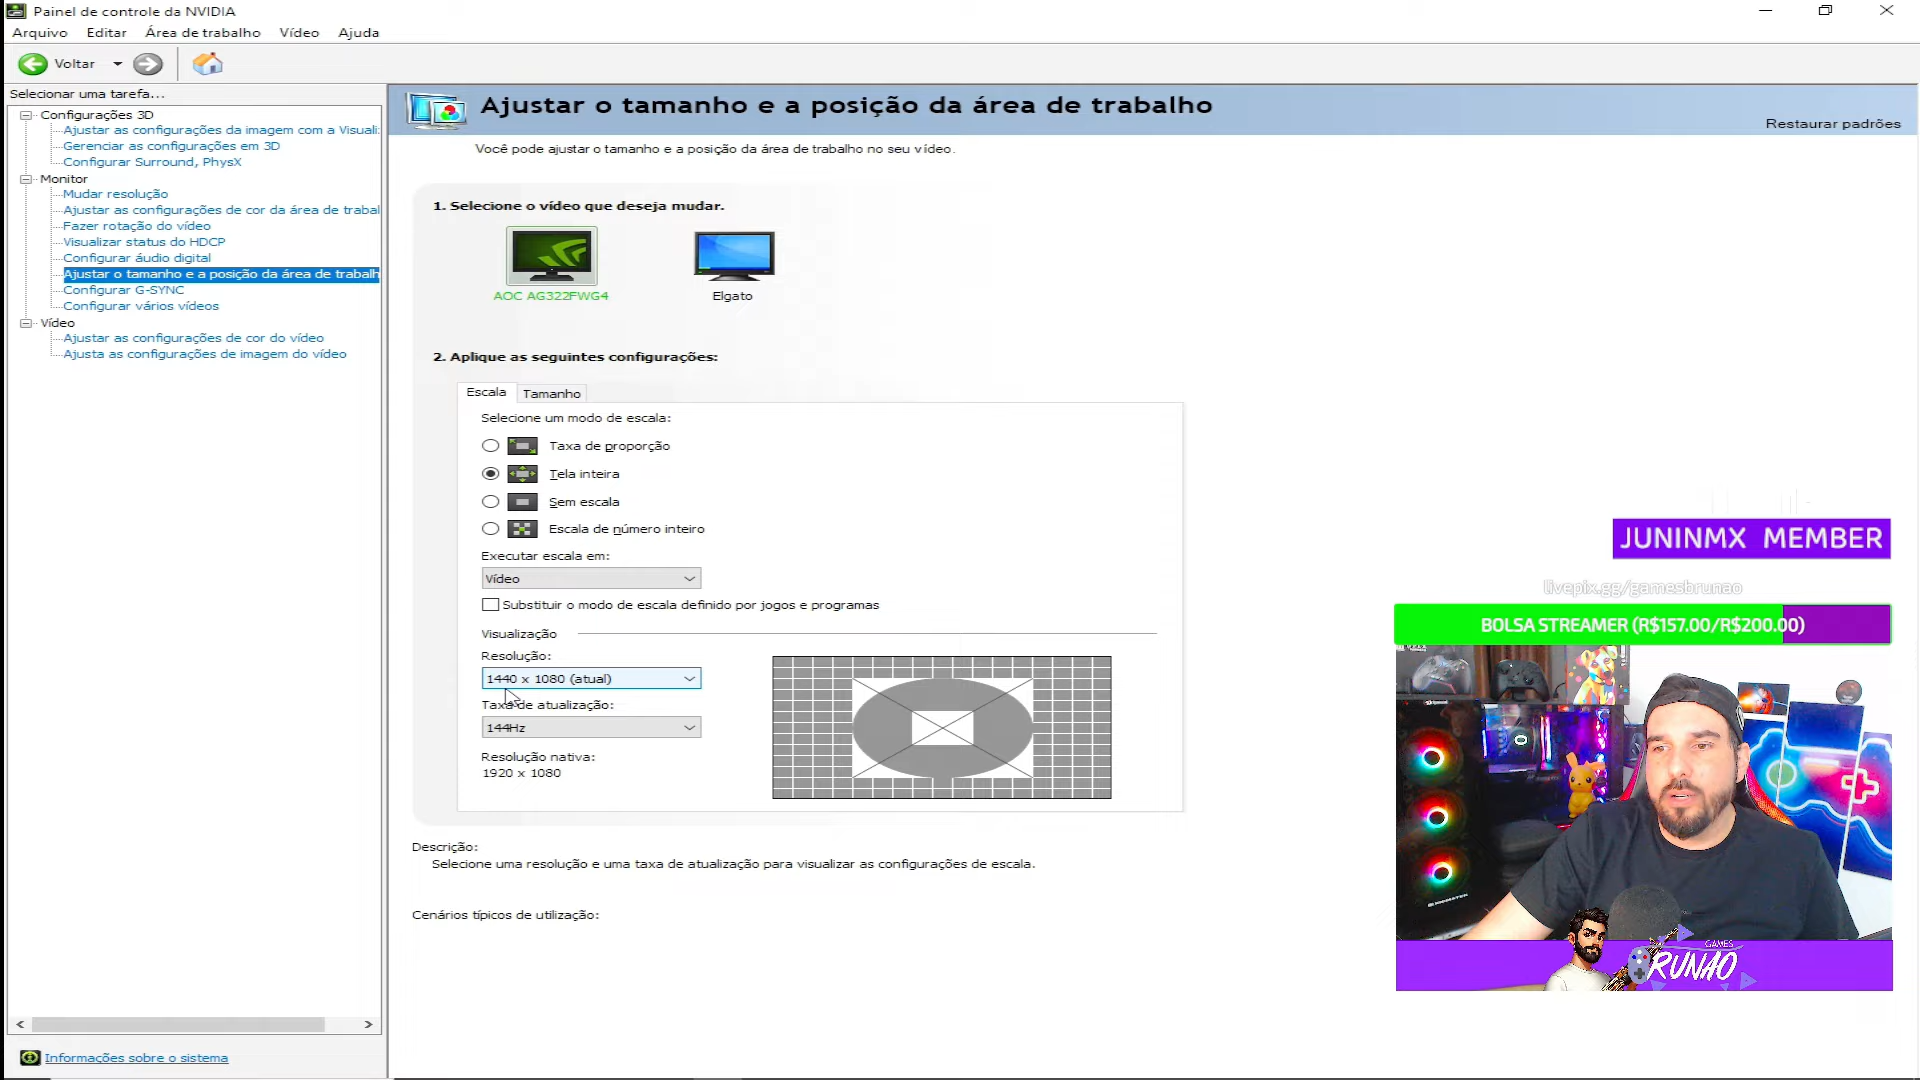 Painel de controle da NVIDIA
Arquivo Editar Área de trabalho Vídeo Ajuda
Voltar
Selecionar uma tarefa...
Configurações 3D
Ajustar as configurações da imagem com a Visuali
Gerenciar as configurações em 3D
Configurar Surround, PhysX
Monitor
Mudar resolução
Ajustar as configurações de cor da área de trabal
Fazer rotação do vídeo
Visualizar status do HDCP
Configurar áudio digital
Ajustar o tamanho e a posição da área de trabalh
Configurar G-SYNC
Configurar vários vídeos
Vídeo
Ajustar as configurações de cor do vídeo
Ajusta as configurações de imagem do vídeo
Informações sobre o sistema
Ajustar o tamanho e a posição da área de trabalho
Restaurar padrões
Você pode ajustar o tamanho e a posição da área de trabalho no seu vídeo.
1. Selecione o vídeo que deseja mudar.
AOC AG322FWG4
Elgato
2. Aplique as seguintes configurações:
Escala Tamanho
Selecione um modo de escala:
Taxa de proporção
Tela inteira
Sem escala
Escala de número inteiro
Executar escala em:
Vídeo
Substituir o modo de escala definido por jogos e programas
Visualização
Resolução:
1440 x 1080 (atual)
Taxa de atualização:
144Hz
Resolução nativa:
1920 x 1080
Descrição:
Selecione uma resolução e uma taxa de atualização para visualizar as configurações de escala.
Cenários típicos de utilização:
JUNINMX MEMBER
livepix.gg/gamesbrunao
BOLSA STREAMER (R$157.00/R$200.00)
GAMES
RUNAO